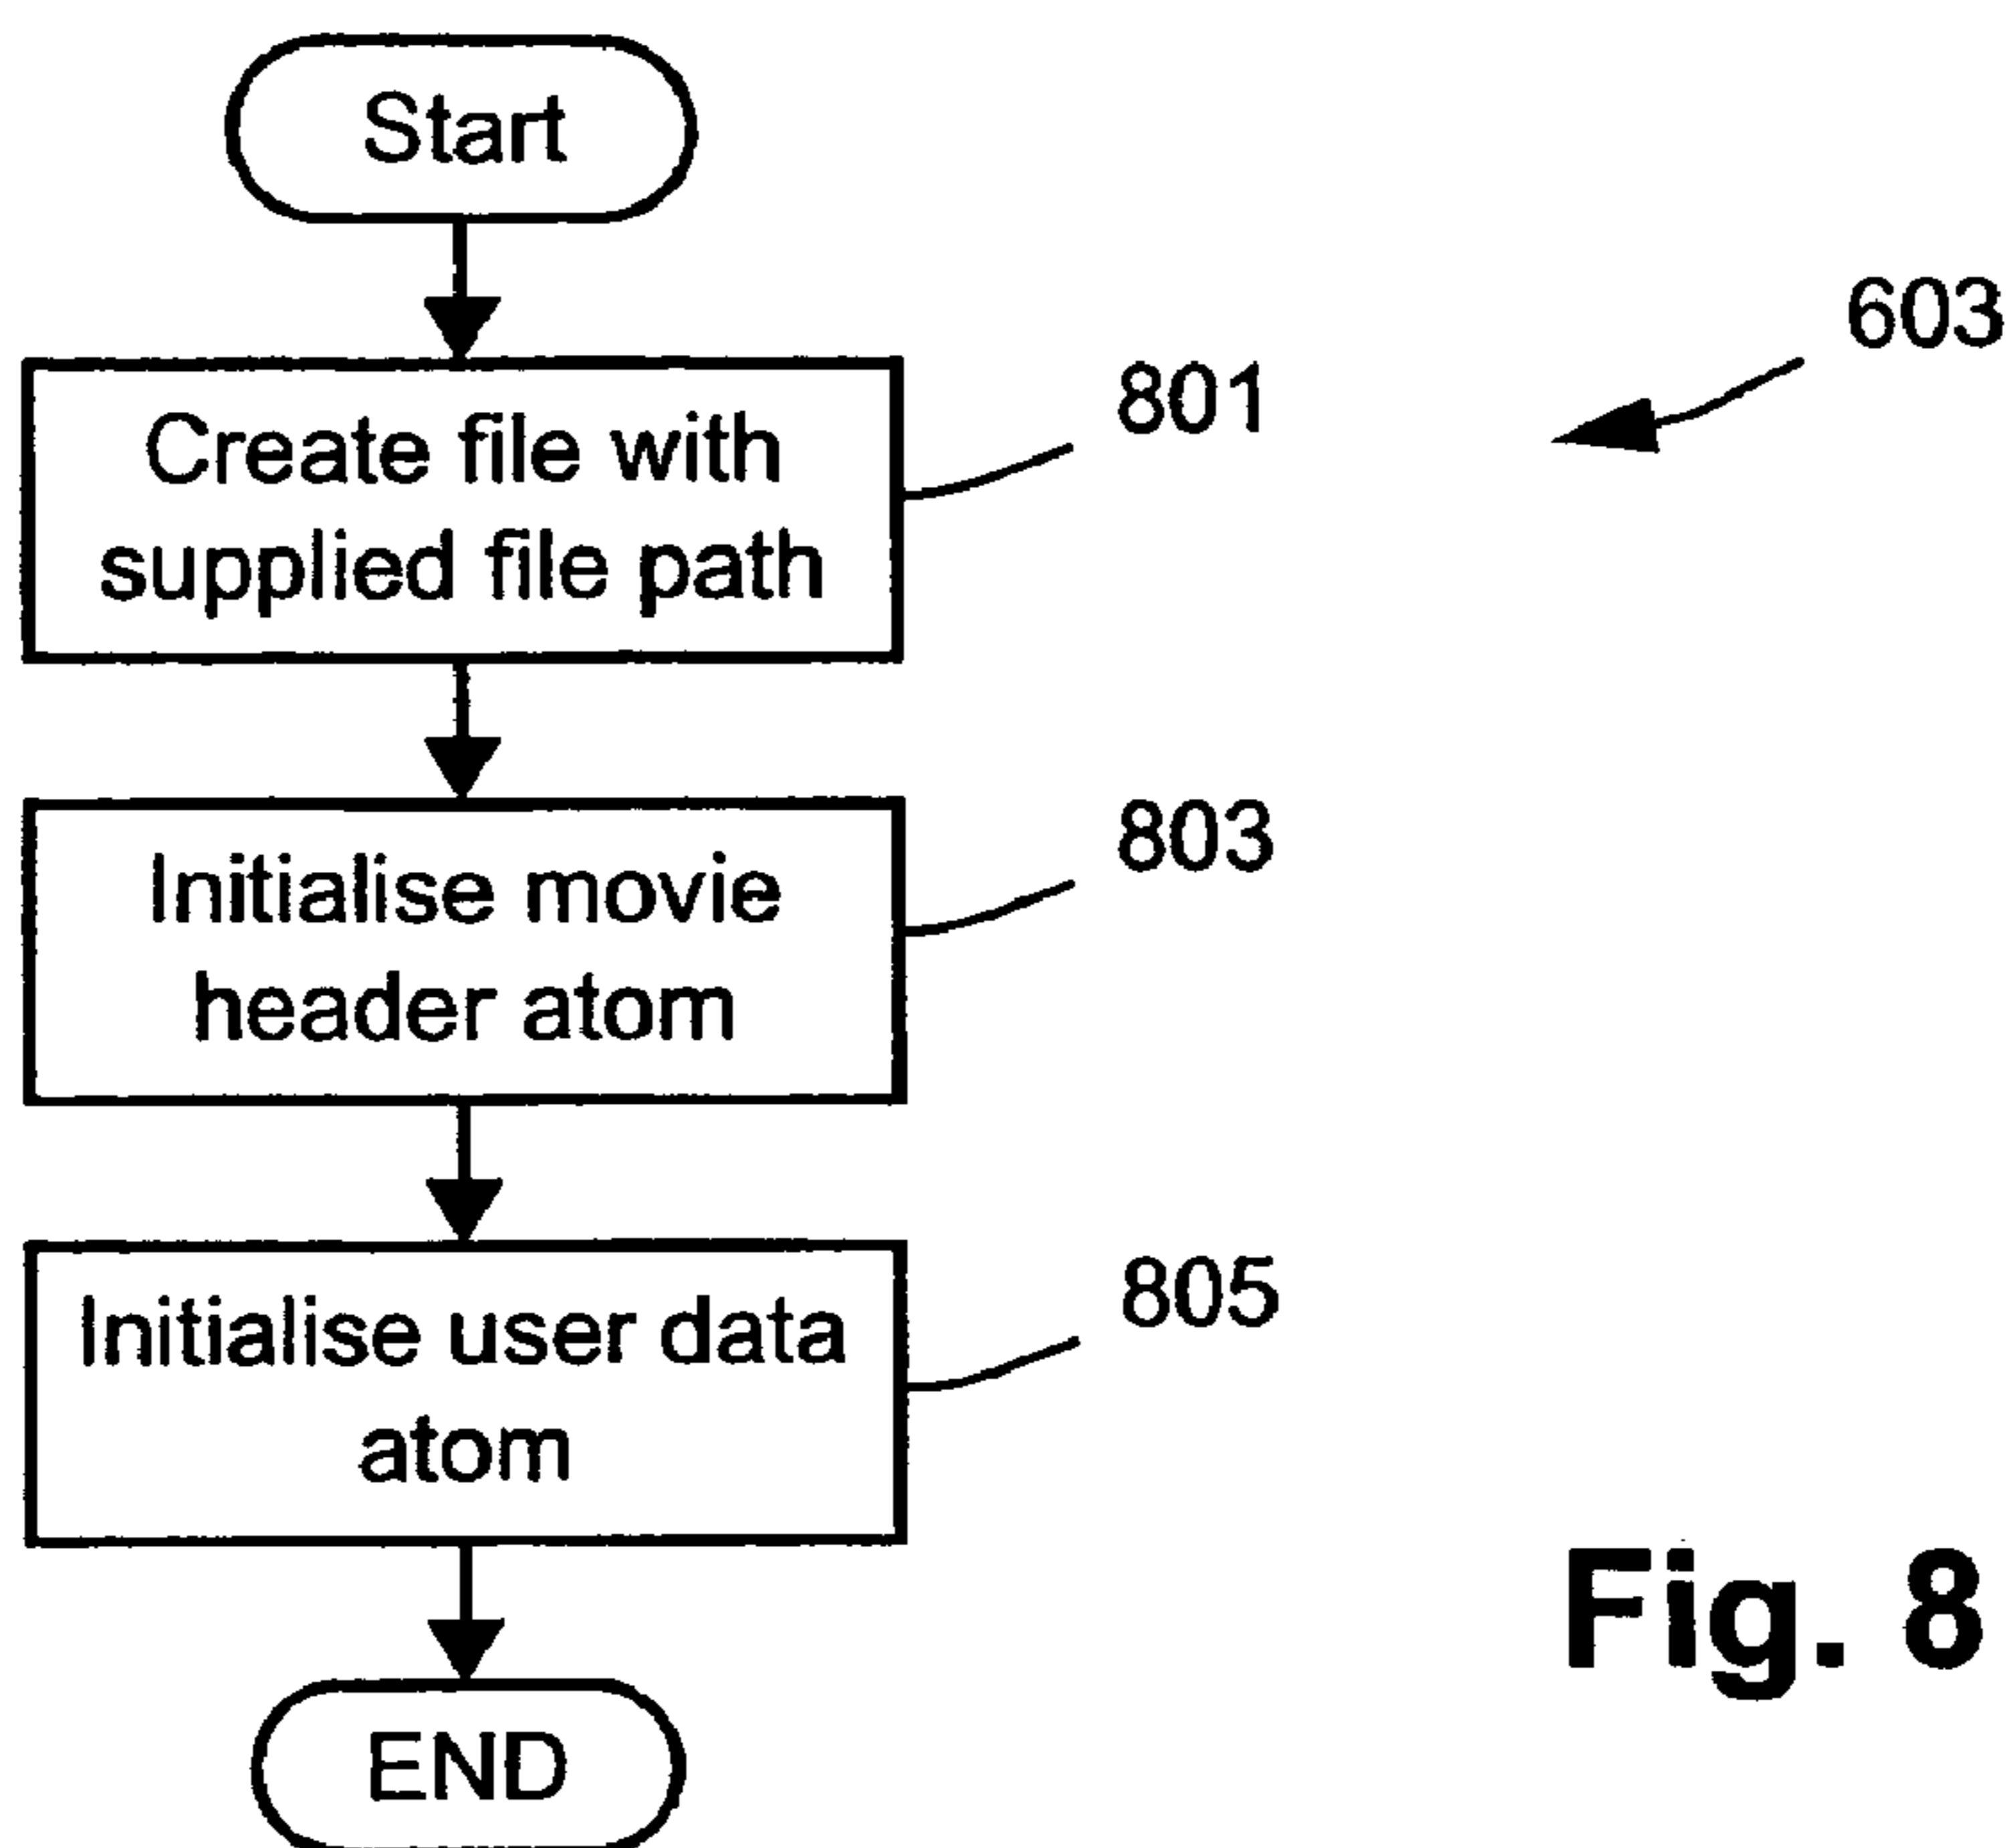 Start
603
801
Create file with
supplied file path
803
Initialise movie
header atom
805
Initialise user data
atom
END
Fig. 8